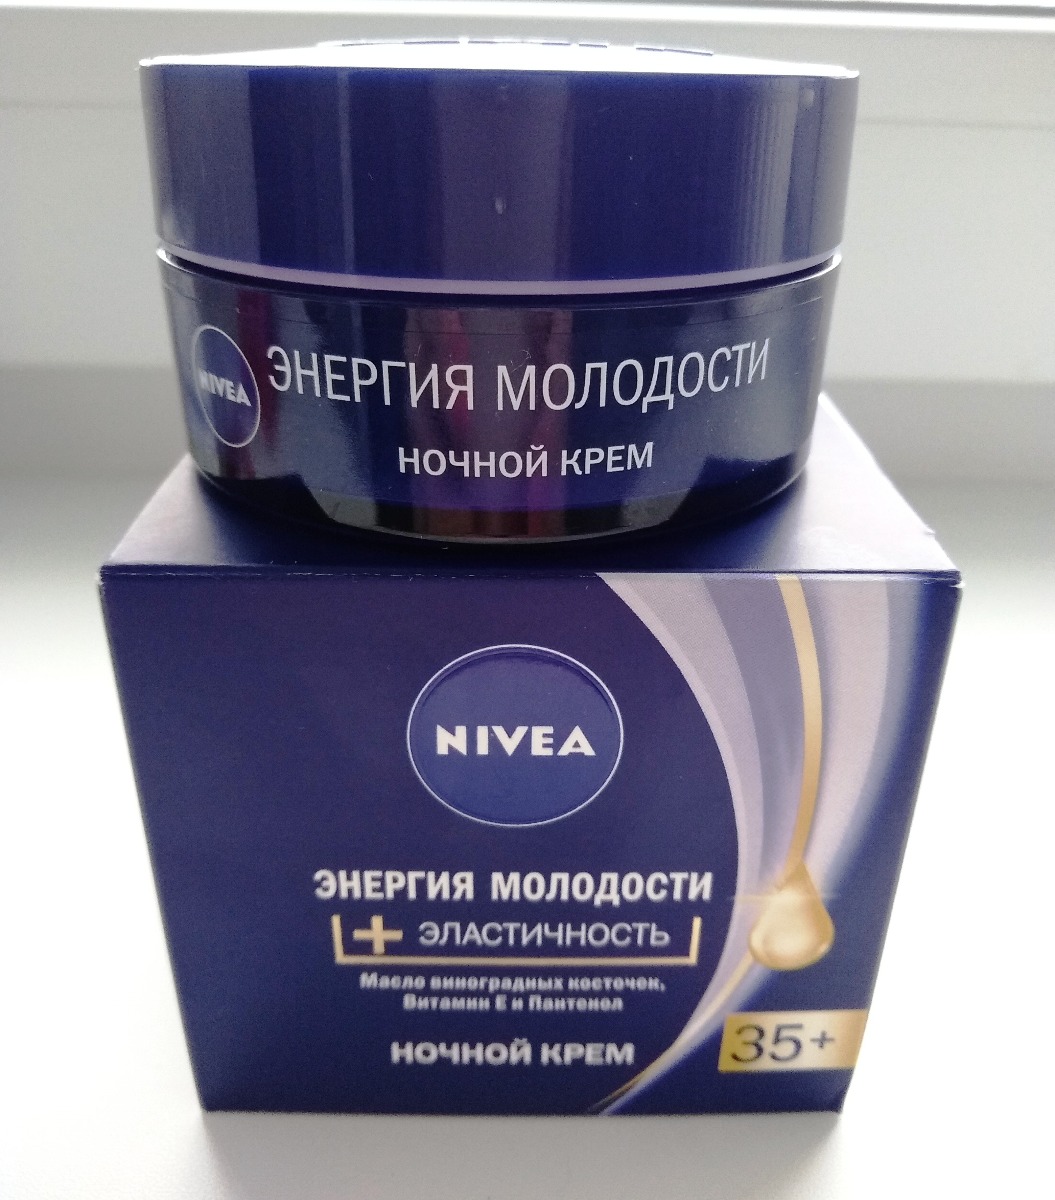 NIVEA
ЭНЕРГИЯ МОЛОДОСТИ
НОЧНОЙ КРЕМ
NIVEA
ЭНЕРГИЯ МОЛОДОСТИ
+ ЭЛАСТИЧНОСТЬ
Масло виноградных косточек,
Витамин Е и Пантенол
НОЧНОЙ КРЕМ
35+